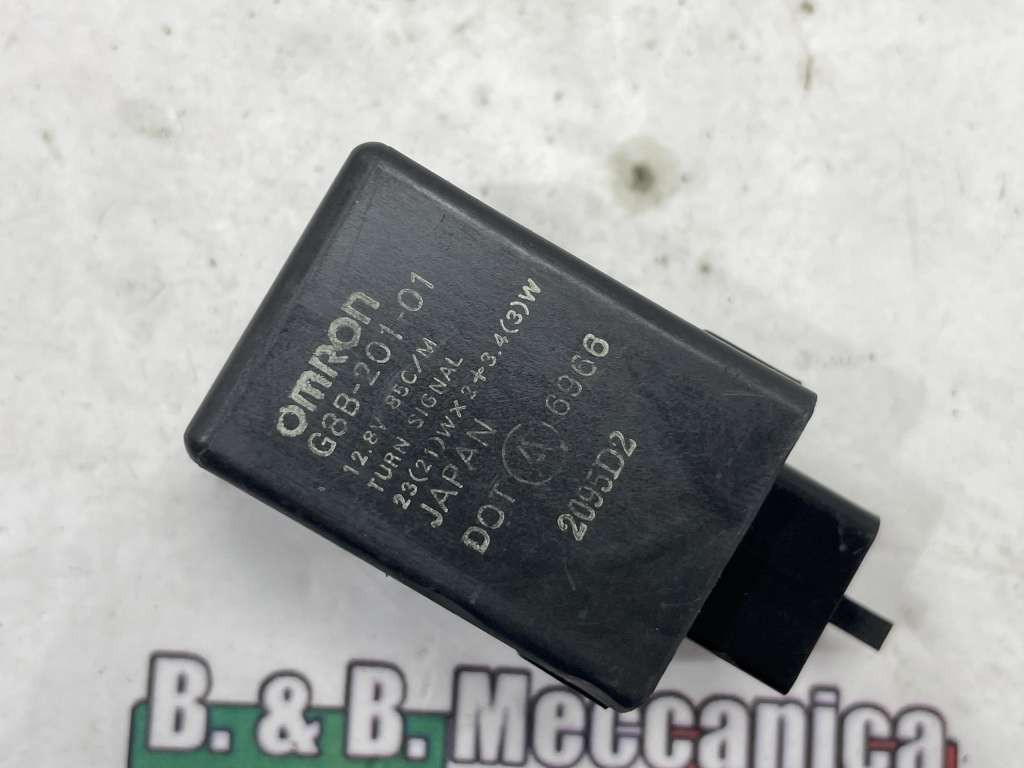 omron
G8B-201-01
12.8V 85C/M
TURN SIGNAL
23(21)W×2+3.4(3)W
JAPAN
DOT A 6966
2095D2
B. & B. Meccanica